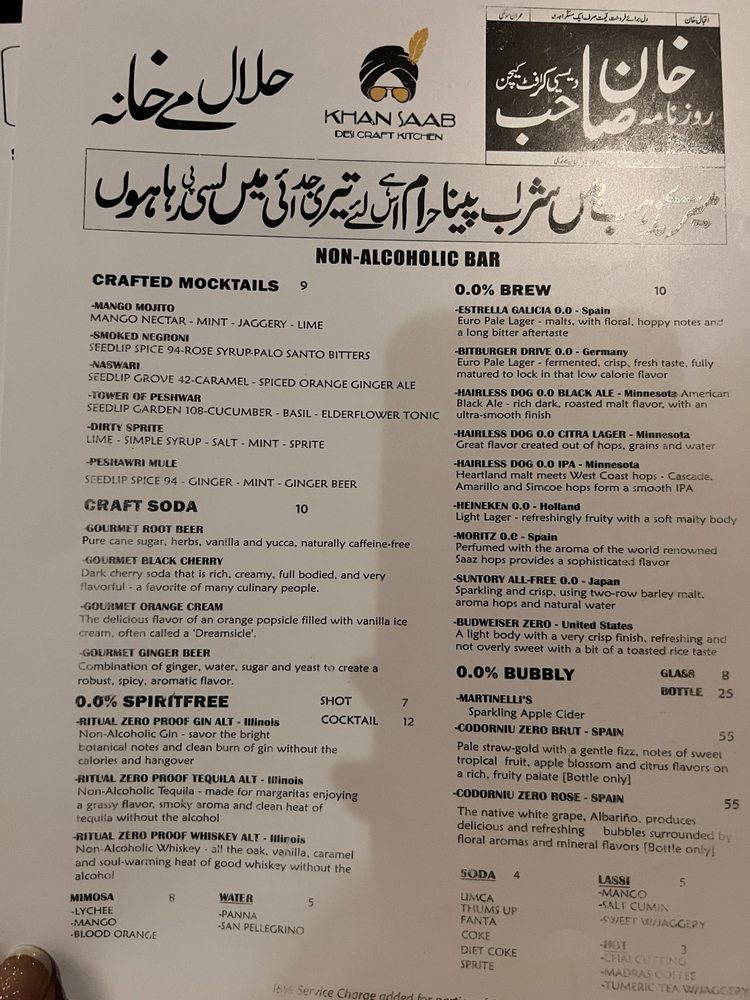 حلال مے خانہ
KHAN SAAB
DESI CRAFT KITCHEN
اقبال خان
خان صاحب
روزنامہ
دیسی کرافٹ کیچن
شراب پینا حرام ہے اس لئے تیری جدائی میں لسی پی رہا ہوں
NON-ALCOHOLIC BAR
CRAFTED MOCKTAILS 9
-MANGO MOJITO
MANGO NECTAR - MINT - JAGGERY - LIME
-SMOKED NEGRONI
SEEDLIP SPICE 94-ROSE SYRUP-PALO SANTO BITTERS
-NASWARI
SEEDLIP GROVE 42-CARAMEL - SPICED ORANGE GINGER ALE
-TOWER OF PESHWAR
SEEDLIP GARDEN 108-CUCUMBER - BASIL - ELDERFLOWER TONIC
-DIRTY SPRITE
LIME - SIMPLE SYRUP - SALT - MINT - SPRITE
-PESHAWRI MULE
SEEDLIP SPICE 94 - GINGER - MINT - GINGER BEER
CRAFT SODA 10
-GOURMET ROOT BEER
Pure cane sugar, herbs, vanilla and yucca, naturally caffeine-free
-GOURMET BLACK CHERRY
Dark cherry soda that is rich, creamy, full bodied, and very
flavorful - a favorite of many culinary people.
-GOURMET ORANGE CREAM
The delicious flavor of an orange popsicle filled with vanilla ice
cream, often called a 'Dreamsicle'.
-GOURMET GINGER BEER
Combination of ginger, water, sugar and yeast to create a
robust, spicy, aromatic flavor.
0.0% SPIRITFREE SHOT 7
COCKTAIL 12
-RITUAL ZERO PROOF GIN ALT - Illinois
Non-Alcoholic Gin - savor the bright
botanical notes and clean burn of gin without the
calories and hangover
-RITUAL ZERO PROOF TEQUILA ALT - Illinois
Non-Alcoholic Tequila - made for margaritas enjoying
a grassy flavor, smoky aroma and clean heat of
tequila without the alcohol
-RITUAL ZERO PROOF WHISKEY ALT - Illinois
Non-Alcoholic Whiskey - all the oak, vanilla, caramel
and soul-warming heat of good whiskey without the
alcohol
MIMOSA 8
-LYCHEE
-MANGO
-BLOOD ORANGE
WATER 5
-PANNA
-SAN PELLEGRINO
0.0% BREW 10
-ESTRELLA GALICIA 0.0 - Spain
Euro Pale Lager - malts, with floral, hoppy notes and
a long bitter aftertaste
-BITBURGER DRIVE 0.0 - Germany
Euro Pale Lager - fermented, crisp, fresh taste, fully
matured to lock in that low calorie flavor
-HAIRLESS DOG 0.0 BLACK ALE - Minnesota American
Black Ale - rich dark, roasted malt flavor, with an
ultra-smooth finish
-HAIRLESS DOG 0.0 CITRA LAGER - Minnesota
Great flavor created out of hops, grains and water
-HAIRLESS DOG 0.0 IPA - Minnesota
Heartland malt meets West Coast hops - Cascade,
Amarillo and Simcoe hops form a smooth IPA
-HEINEKEN 0.0 - Holland
Light Lager - refreshingly fruity with a soft malty body
-MORITZ 0.0 - Spain
Perfumed with the aroma of the world renowned
Saaz hops provides a sophisticated flavor
-SUNTORY ALL-FREE 0.0 - Japan
Sparkling and crisp, using two-row barley malt,
aroma hops and natural water
-BUDWEISER ZERO - United States
A light body with a very crisp finish, refreshing and
not overly sweet with a bit of a toasted rice taste
0.0% BUBBLY GLASS 8
BOTTLE 25
-MARTINELLI'S
Sparkling Apple Cider
-CODORNIU ZERO BRUT - SPAIN 55
Pale straw-gold with a gentle fizz, notes of sweet
tropical fruit, apple blossom and citrus flavors on
a rich, fruity palate [Bottle only]
-CODORNIU ZERO ROSE - SPAIN 55
The native white grape, Albariño, produces
delicious and refreshing bubbles surrounded by
floral aromas and mineral flavors [Bottle only]
SODA 4
LIMCA
THUMS UP
FANTA
COKE
DIET COKE
SPRITE
LASSI 5
-MANGO
-SALT CUMIN
-SWEET W/JAGGERY
-HOT 3
-CHAI CUTTING
-MADRAS COFFEE
-TUMERIC TEA W/JAGGERY
18% Service Charge added for